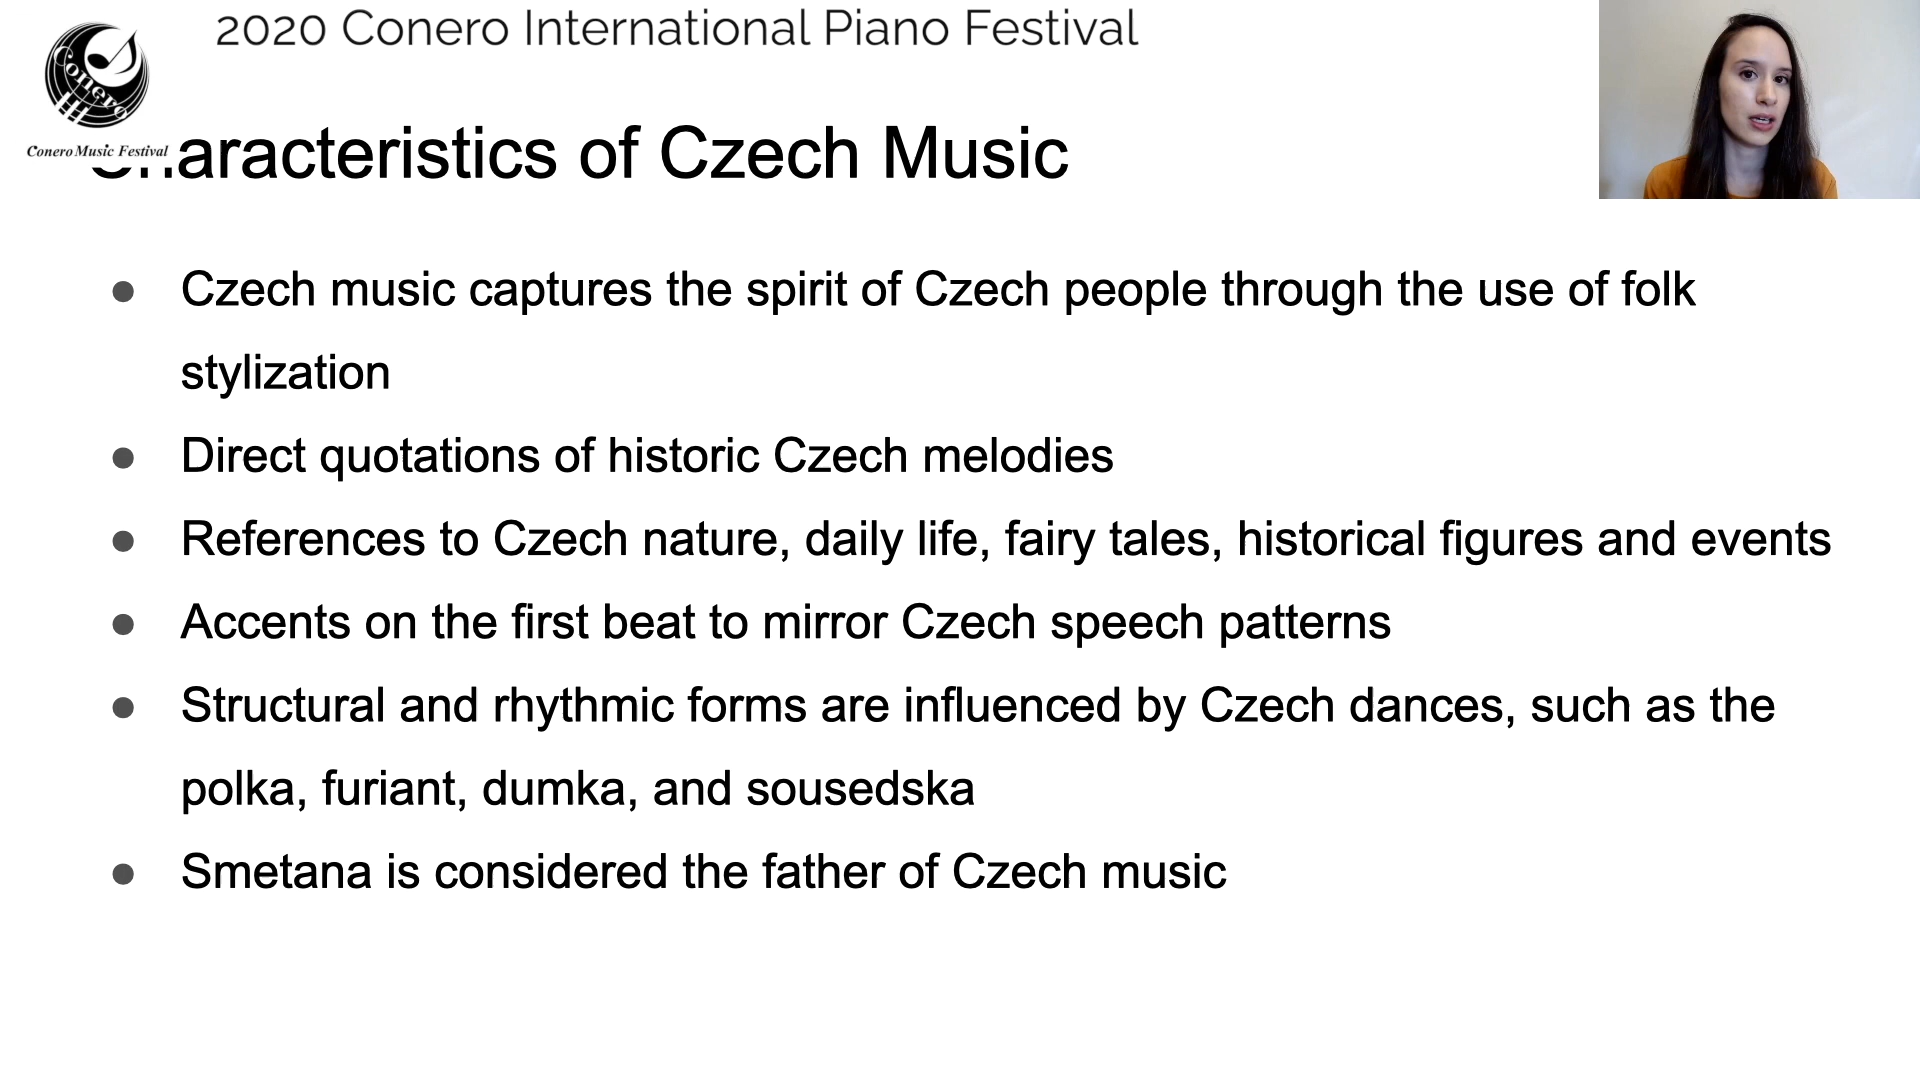 2020 Conero International Piano Festival
Conero
Conero Music Festival
aracteristics of Czech Music
● Czech music captures the spirit of Czech people through the use of folk
stylization
● Direct quotations of historic Czech melodies
● References to Czech nature, daily life, fairy tales, historical figures and events
● Accents on the first beat to mirror Czech speech patterns
● Structural and rhythmic forms are influenced by Czech dances, such as the
polka, furiant, dumka, and sousedska
● Smetana is considered the father of Czech music